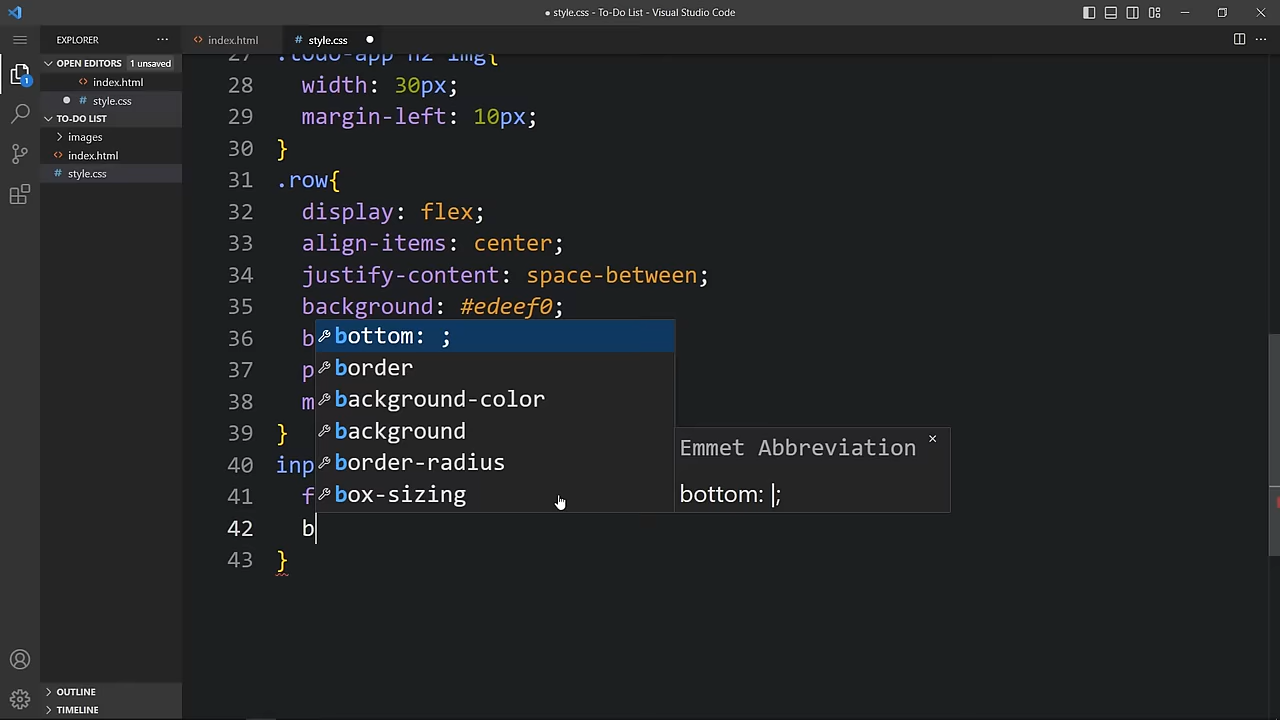 ● style.css - To-Do List - Visual Studio Code
EXPLORER
index.html
# style.css
OPEN EDITORS 1 unsaved
index.html
# style.css
TO-DO LIST
images
index.html
# style.css
OUTLINE
TIMELINE
1
27 .todo-app h2 img{
28 width: 30px;
29 margin-left: 10px;
30 }
31 .row{
32 display: flex;
33 align-items: center;
34 justify-content: space-between;
35 background: #edeef0;
36 b
37 p
38 m
39 }
40 inp
41 f
42 b
43 }
bottom: ;
border
background-color
background
border-radius
box-sizing
Emmet Abbreviation
bottom: |;